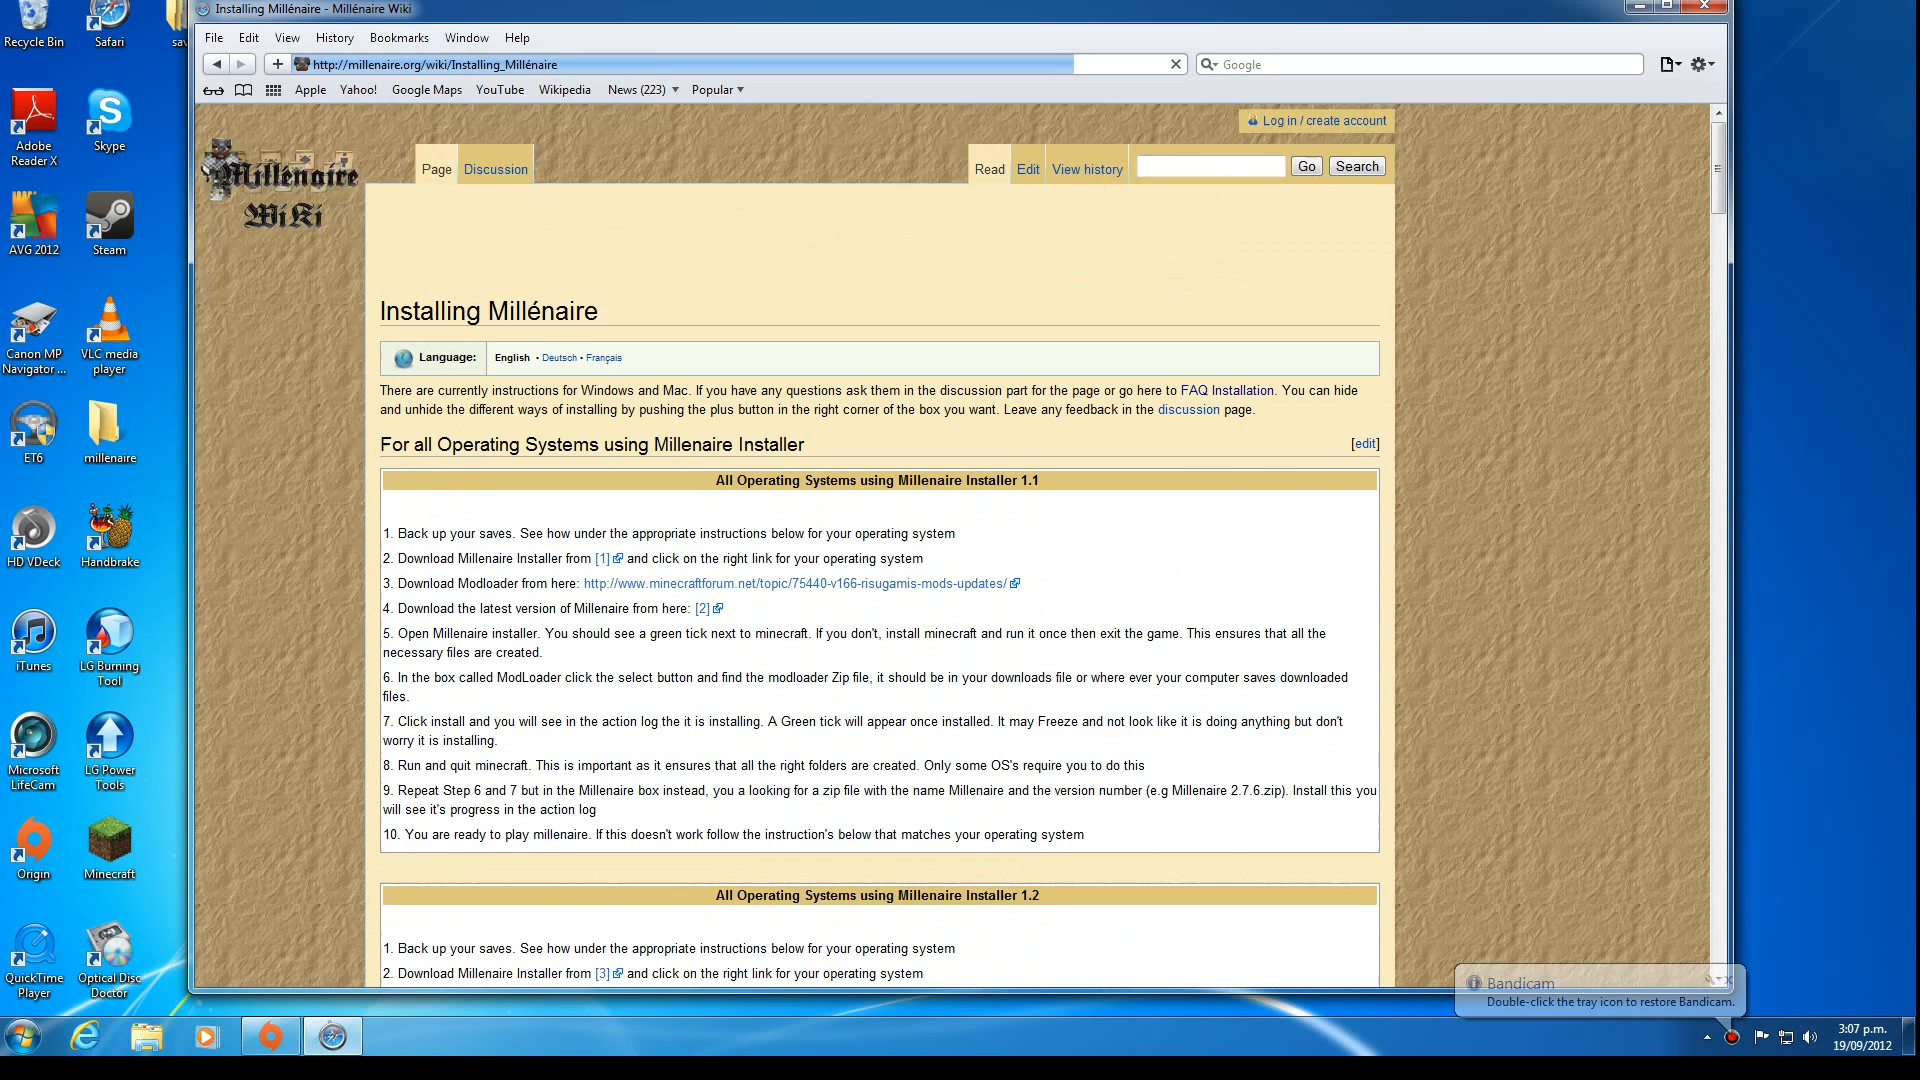 Installing Millénaire - Millénaire Wiki
File Edit View History Bookmarks Window Help
http://millenaire.org/wiki/Installing_Millénaire
Google
Apple Yahoo! Google Maps YouTube Wikipedia News (223) Popular
Recycle Bin
Safari
Adobe Reader X
Skype
AVG 2012
Steam
Canon MP Navigator ...
VLC media player
ET6
millenaire
HD VDeck
Handbrake
iTunes
LG Burning Tool
Microsoft LifeCam
LG Power Tools
Origin
Minecraft
QuickTime Player
Optical Disc Doctor
Log in / create account
Millénaire
WiKi
Page Discussion
Read Edit View history
Go Search
Installing Millénaire
Language: English • Deutsch • Français
There are currently instructions for Windows and Mac. If you have any questions ask them in the discussion part for the page or go here to FAQ Installation. You can hide
and unhide the different ways of installing by pushing the plus button in the right corner of the box you want. Leave any feedback in the discussion page.
For all Operating Systems using Millenaire Installer
[edit]
All Operating Systems using Millenaire Installer 1.1
1. Back up your saves. See how under the appropriate instructions below for your operating system
2. Download Millenaire Installer from [1] and click on the right link for your operating system
3. Download Modloader from here: http://www.minecraftforum.net/topic/75440-v166-risugamis-mods-updates/
4. Download the latest version of Millenaire from here: [2]
5. Open Millenaire installer. You should see a green tick next to minecraft. If you don't, install minecraft and run it once then exit the game. This ensures that all the
necessary files are created.
6. In the box called ModLoader click the select button and find the modloader Zip file, it should be in your downloads file or where ever your computer saves downloaded
files.
7. Click install and you will see in the action log the it is installing. A Green tick will appear once installed. It may Freeze and not look like it is doing anything but don't
worry it is installing.
8. Run and quit minecraft. This is important as it ensures that all the right folders are created. Only some OS's require you to do this
9. Repeat Step 6 and 7 but in the Millenaire box instead, you a looking for a zip file with the name Millenaire and the version number (e.g Millenaire 2.7.6.zip). Install this you
will see it's progress in the action log
10. You are ready to play millenaire. If this doesn't work follow the instruction's below that matches your operating system
All Operating Systems using Millenaire Installer 1.2
1. Back up your saves. See how under the appropriate instructions below for your operating system
2. Download Millenaire Installer from [3] and click on the right link for your operating system
Bandicam
Double-click the tray icon to restore Bandicam.
3:07 p.m.
19/09/2012